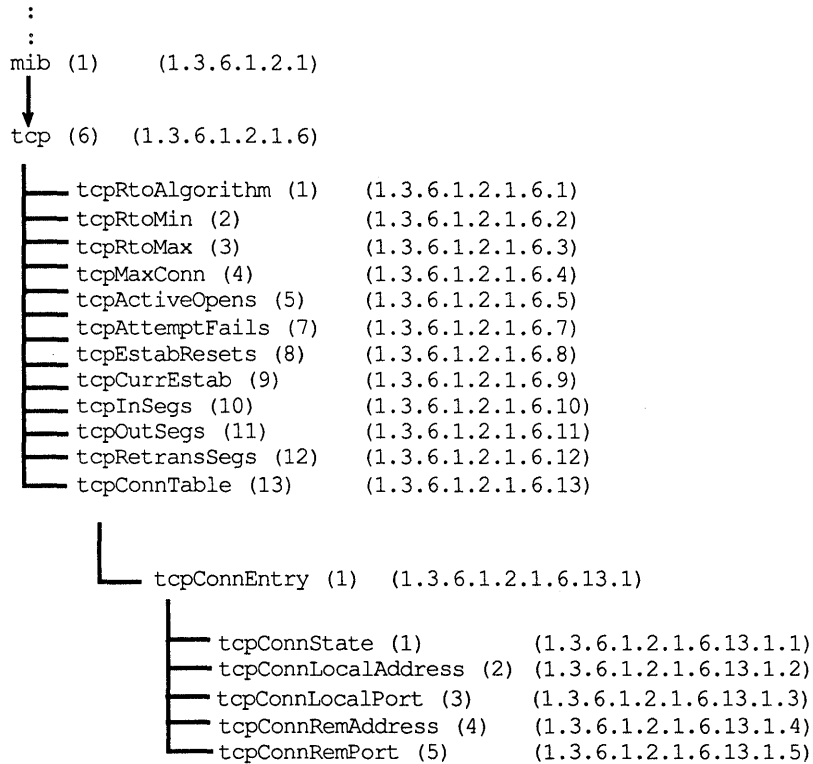 :
:
mib (1) (1.3.6.1.2.1)
tcp (6) (1.3.6.1.2.1.6)
tcpRtoAlgorithm (1) (1.3.6.1.2.1.6.1)
tcpRtoMin (2) (1.3.6.1.2.1.6.2)
tcpRtoMax (3) (1.3.6.1.2.1.6.3)
tcpMaxConn (4) (1.3.6.1.2.1.6.4)
tcpActiveOpens (5) (1.3.6.1.2.1.6.5)
tcpAttemptFails (7) (1.3.6.1.2.1.6.7)
tcpEstabResets (8) (1.3.6.1.2.1.6.8)
tcpCurrEstab (9) (1.3.6.1.2.1.6.9)
tcpInSegs (10) (1.3.6.1.2.1.6.10)
tcpOutSegs (11) (1.3.6.1.2.1.6.11)
tcpRetransSegs (12) (1.3.6.1.2.1.6.12)
tcpConnTable (13) (1.3.6.1.2.1.6.13)
tcpConnEntry (1) (1.3.6.1.2.1.6.13.1)
tcpConnState (1) (1.3.6.1.2.1.6.13.1.1)
tcpConnLocalAddress (2) (1.3.6.1.2.1.6.13.1.2)
tcpConnLocalPort (3) (1.3.6.1.2.1.6.13.1.3)
tcpConnRemAddress (4) (1.3.6.1.2.1.6.13.1.4)
tcpConnRemPort (5) (1.3.6.1.2.1.6.13.1.5)